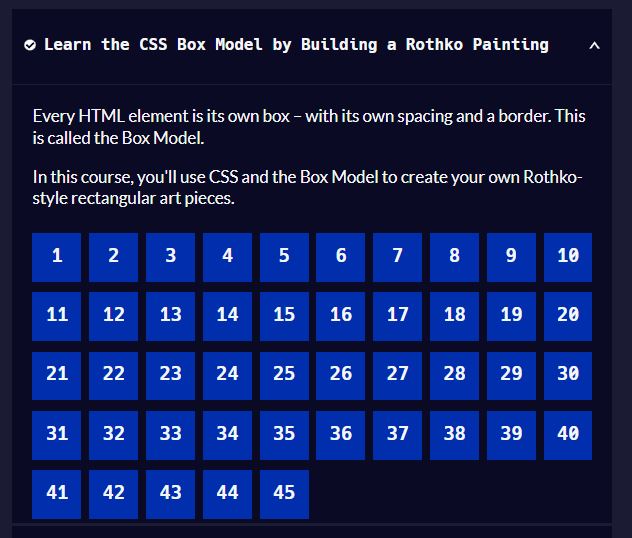 Learn the CSS Box Model by Building a Rothko Painting
Every HTML element is its own box – with its own spacing and a border. This
is called the Box Model.
In this course, you'll use CSS and the Box Model to create your own Rothko-
style rectangular art pieces.
1 2 3 4 5 6 7 8 9 10
11 12 13 14 15 16 17 18 19 20
21 22 23 24 25 26 27 28 29 30
31 32 33 34 35 36 37 38 39 40
41 42 43 44 45